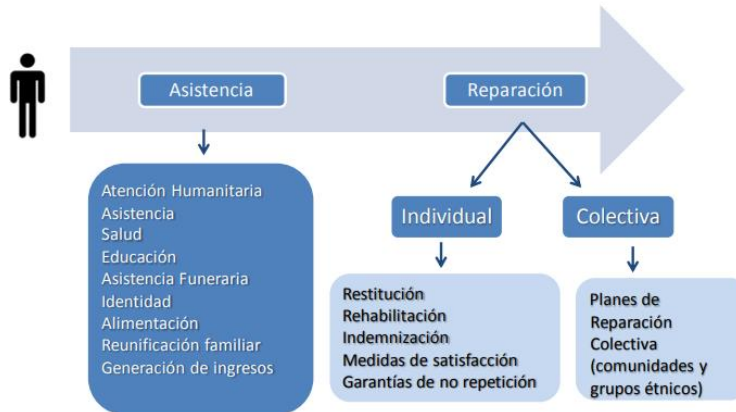 Asistencia
Reparación
Atención Humanitaria
Asistencia
Salud
Educación
Asistencia Funeraria
Identidad
Alimentación
Reunificación familiar
Generación de ingresos
Individual
Colectiva
Restitución
Rehabilitación
Indemnización
Medidas de satisfacción
Garantías de no repetición
Planes de
Reparación
Colectiva
(comunidades y
grupos étnicos)